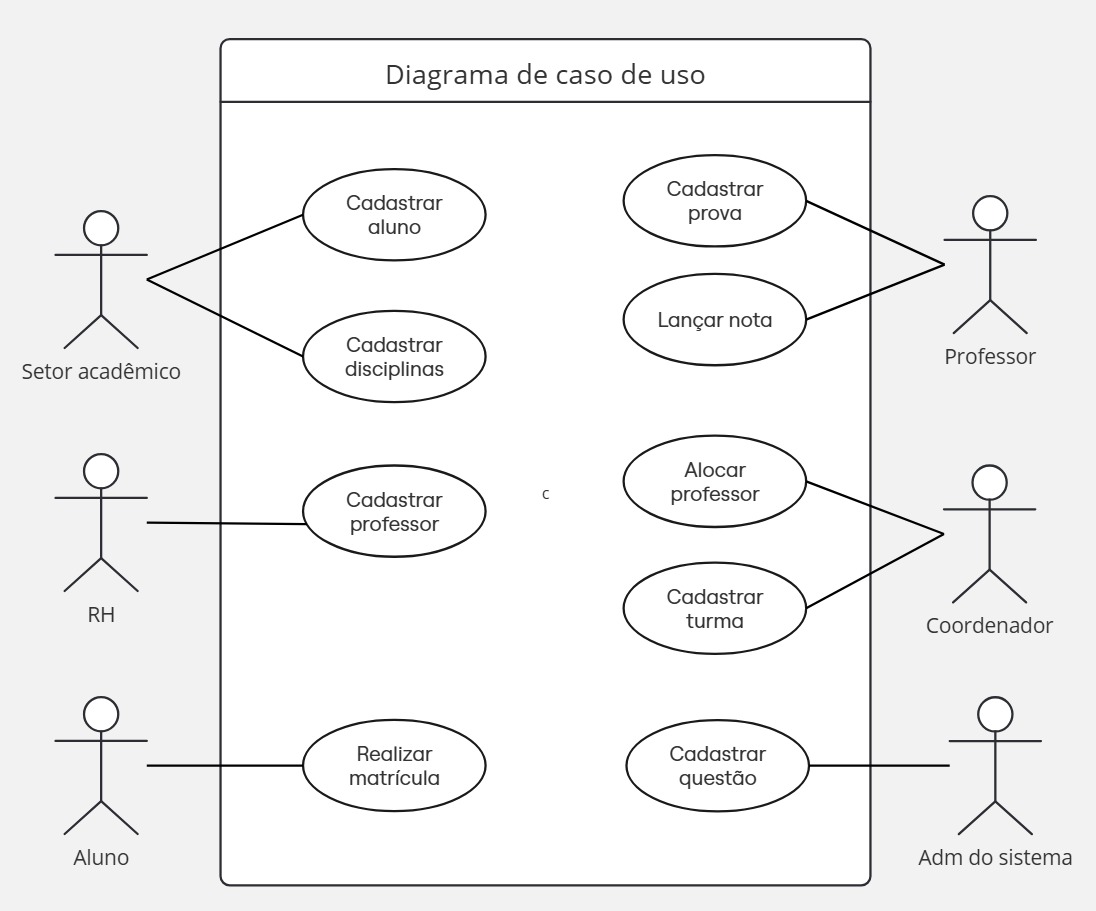 Diagrama de caso de uso
Cadastrar
aluno
Cadastrar
disciplinas
Setor acadêmico
Cadastrar
prova
Lançar nota
Professor
Cadastrar
professor
RH
c
Alocar
professor
Cadastrar
turma
Coordenador
Realizar
matrícula
Aluno
Cadastrar
questão
Adm do sistema